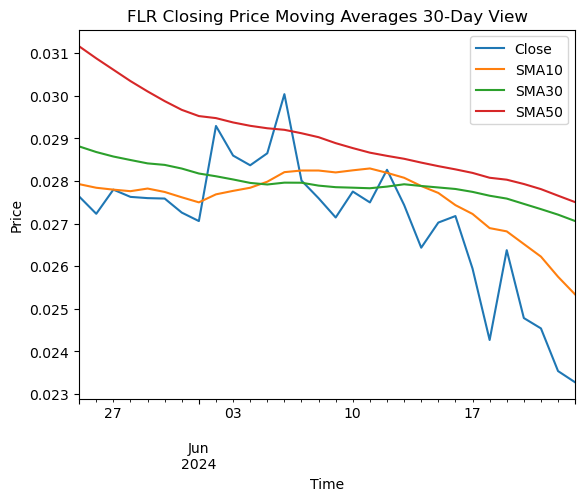 FLR Closing Price Moving Averages 30-Day View
Close
SMA10
SMA30
SMA50
0.031
0.030
0.029
0.028
0.027
0.026
0.025
0.024
0.023
Price
27
03
10
17
Jun
2024
Time